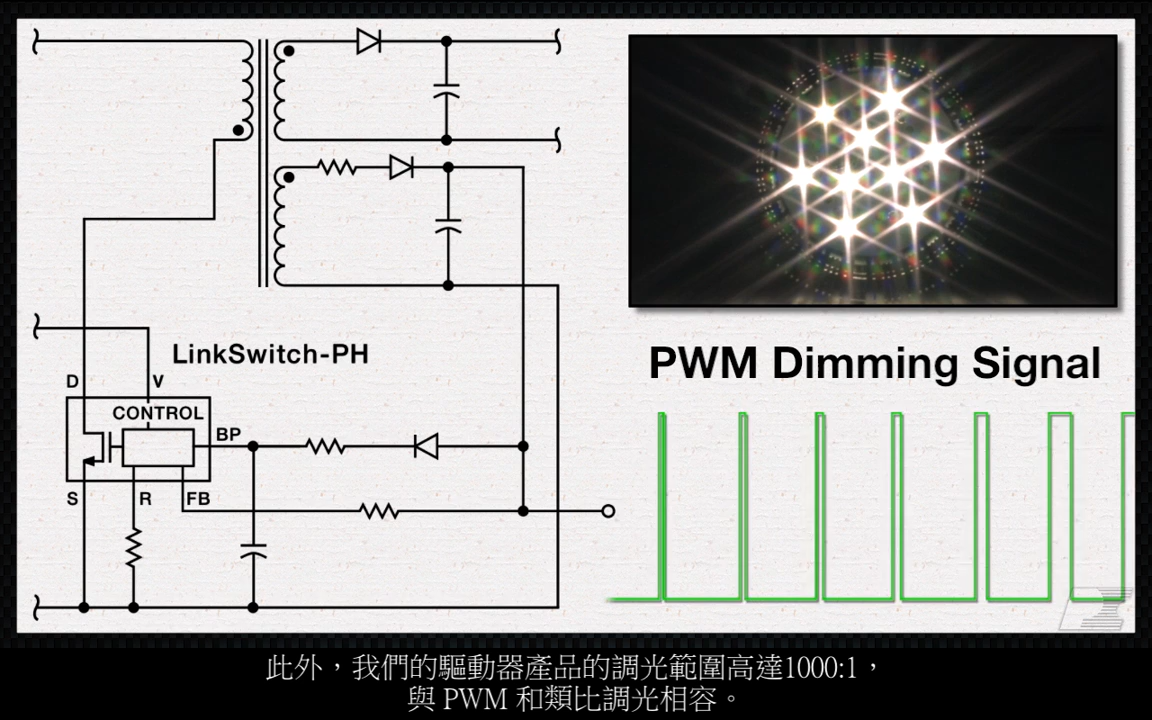 LinkSwitch-PH
D
V
CONTROL
BP
S
R
FB
PWM Dimming Signal
此外，我們的驅動器產品的調光範圍高達1000:1，
與 PWM 和類比調光相容。